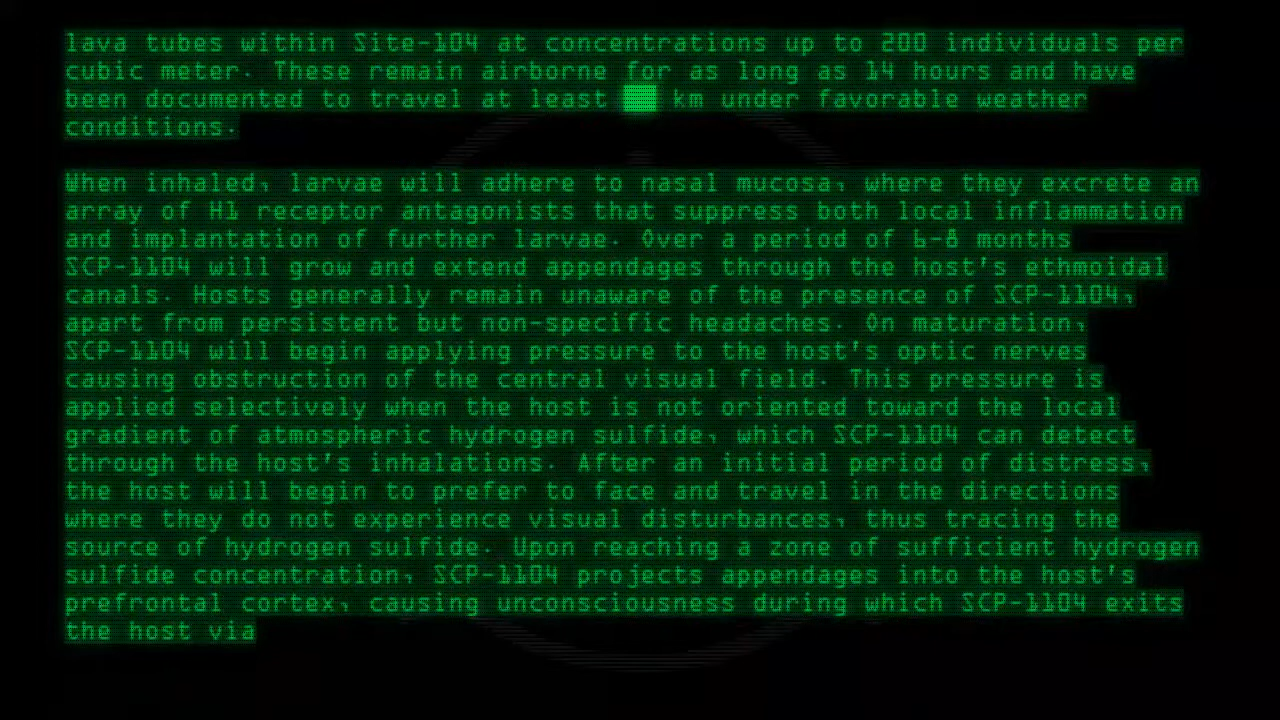 lava tubes within Site-104 at concentrations up to 200 individuals per
cubic meter. These remain airborne for as long as 14 hours and have
been documented to travel at least ██ km under favorable weather
conditions.
When inhaled, larvae will adhere to nasal mucosa, where they excrete an
array of H1 receptor antagonists that suppress both local inflammation
and implantation of further larvae. Over a period of 6-8 months
SCP-1104 will grow and extend appendages through the host's ethmoidal
canals. Hosts generally remain unaware of the presence of SCP-1104,
apart from persistent but non-specific headaches. On maturation,
SCP-1104 will begin applying pressure to the host's optic nerves
causing obstruction of the central visual field. This pressure is
applied selectively when the host is not oriented toward the local
gradient of atmospheric hydrogen sulfide, which SCP-1104 can detect
through the host's inhalations. After an initial period of distress,
the host will begin to prefer to face and travel in the directions
where they do not experience visual disturbances, thus tracing the
source of hydrogen sulfide. Upon reaching a zone of sufficient hydrogen
sulfide concentration, SCP-1104 projects appendages into the host's
prefrontal cortex, causing unconsciousness during which SCP-1104 exits
the host via